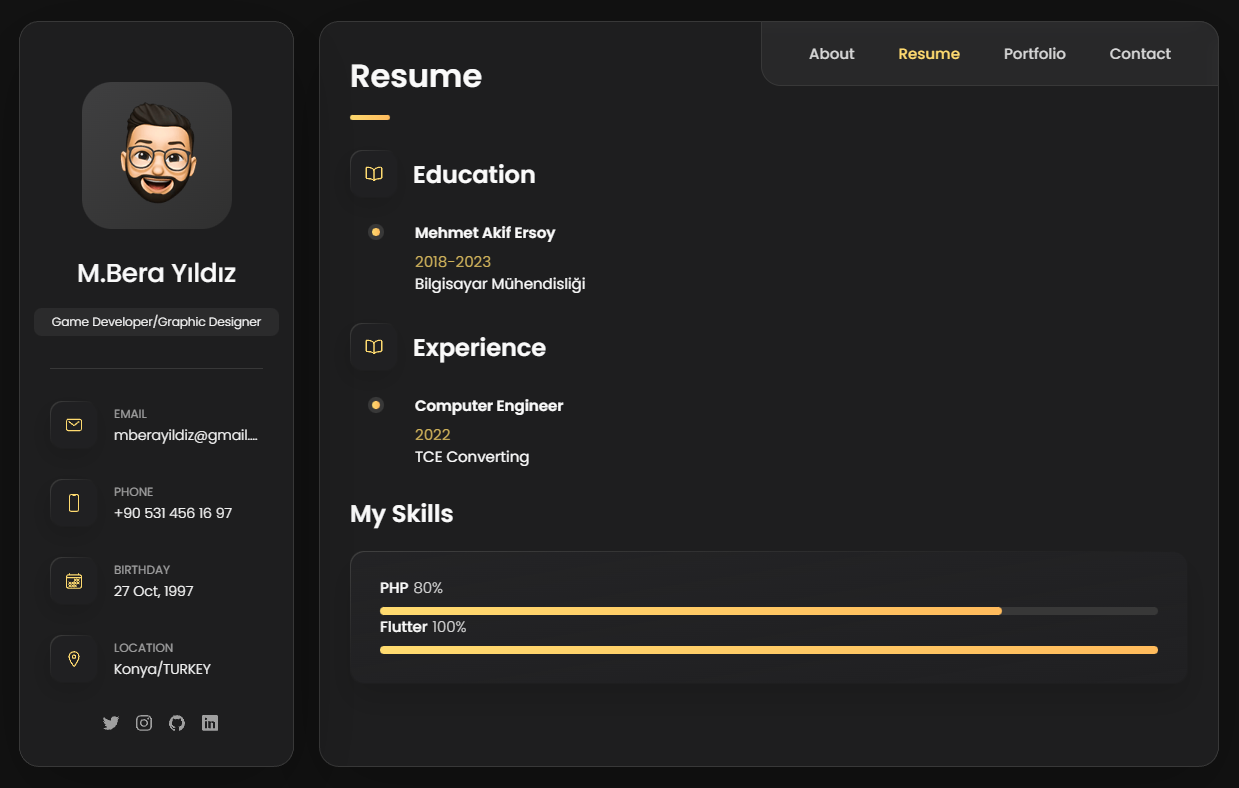 M.Bera Yıldız
Game Developer/Graphic Designer
EMAIL
mberayildiz@gmail....
PHONE
+90 531 456 16 97
BIRTHDAY
27 Oct, 1997
LOCATION
Konya/TURKEY
About Resume Portfolio Contact
Resume
Education
Mehmet Akif Ersoy
2018-2023
Bilgisayar Mühendisliği
Experience
Computer Engineer
2022
TCE Converting
My Skills
PHP 80%
Flutter 100%